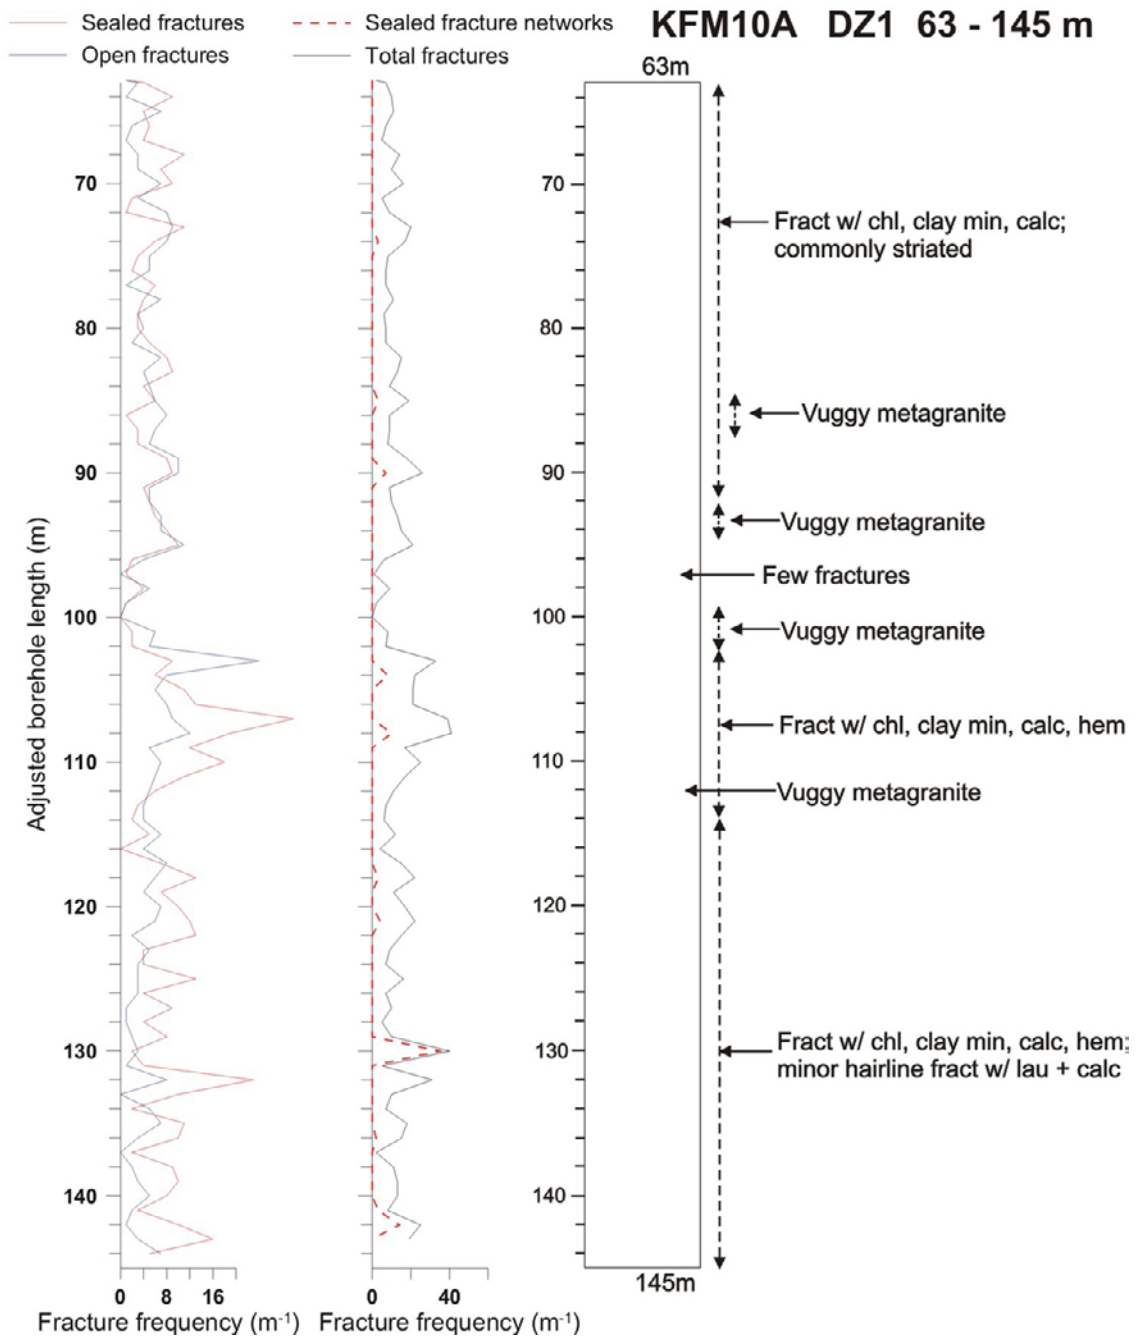 Sealed fractures
Open fractures
Sealed fracture networks
Total fractures
KFM10A DZ1 63 - 145 m
63m
70
80
90
100
110
120
130
140
Adjusted borehole length (m)
0 8 16
Fracture frequency (m⁻¹)
0 40
Fracture frequency (m⁻¹)
70
80
90
100
110
120
130
140
145m
Fract w/ chl, clay min, calc;
commonly striated
Vuggy metagranite
Vuggy metagranite
Few fractures
Vuggy metagranite
Fract w/ chl, clay min, calc, hem
Vuggy metagranite
Fract w/ chl, clay min, calc, hem;
minor hairline fract w/ lau + calc